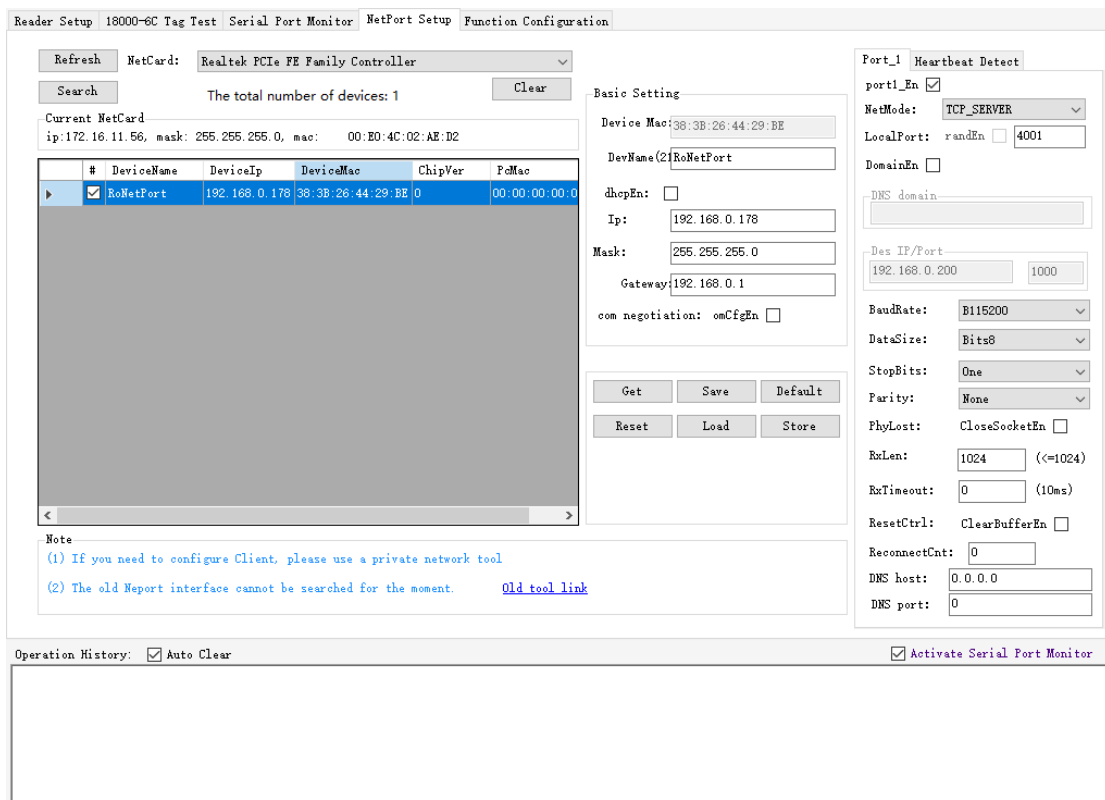 Reader Setup 18000-6C Tag Test Serial Port Monitor NetPort Setup Function Configuration
Refresh NetCard: Realtek PCIe FE Family Controller
Search The total number of devices: 1 Clear
Current NetCard
ip:172.16.11.56, mask: 255.255.255.0, mac: 00:E0:4C:02:AE:D2
# DeviceName DeviceIp DeviceMac ChipVer PcMac
RoNetPort 192.168.0.178 38:3B:26:44:29:BE 0 00:00:00:00:0
Note
(1) If you need to configure Client, please use a private network tool
(2) The old Neport interface cannot be searched for the moment. Old tool link
Basic Setting
Device Mac: 38:3B:26:44:29:BE
DevName(21 RoNetPort
dhcpEn:
Ip: 192.168.0.178
Mask: 255.255.255.0
Gateway: 192.168.0.1
com negotiation: omCfgEn
Get Save Default
Reset Load Store
Port_1 Heartbeat Detect
port1_En
NetMode: TCP_SERVER
LocalPort: randEn 4001
DomainEn
DNS domain
Des IP/Port
192.168.0.200 1000
BaudRate: B115200
DataSize: Bits8
StopBits: One
Parity: None
PhyLost: CloseSocketEn
RxLen: 1024 (<=1024)
RxTimeout: 0 (10ms)
ResetCtrl: ClearBufferEn
ReconnectCnt: 0
DNS host: 0.0.0.0
DNS port: 0
Operation History: Auto Clear Activate Serial Port Monitor